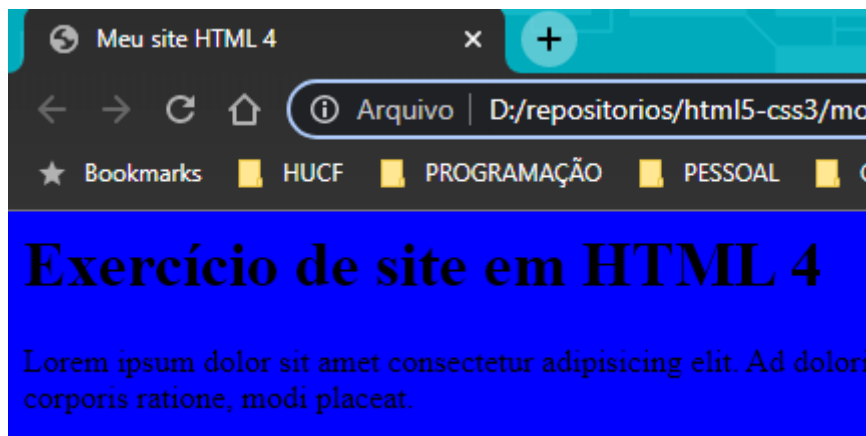 Meu site HTML 4
Arquivo D:/repositorios/html5-css3/mo
Bookmarks HUCF PROGRAMAÇÃO PESSOAL
Exercício de site em HTML 4
Lorem ipsum dolor sit amet consectetur adipisicing elit. Ad dolor
corporis ratione, modi placeat.